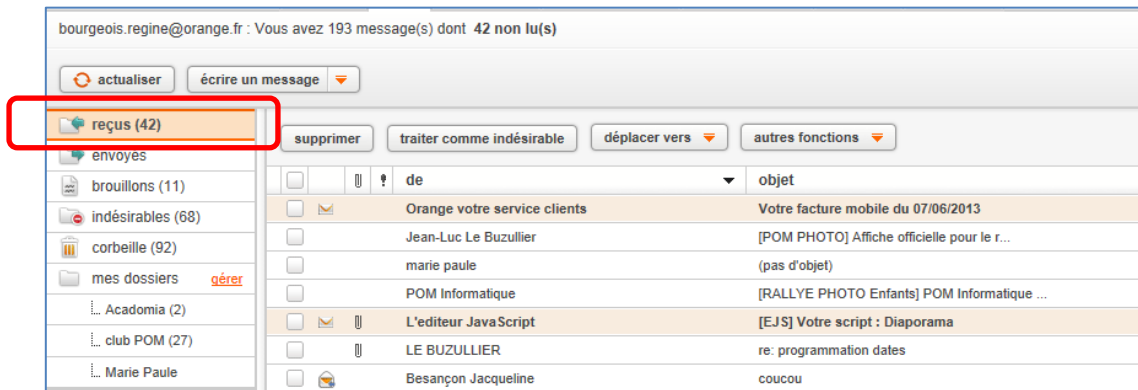 bourgeois.regine@orange.fr : Vous avez 193 message(s) dont 42 non lu(s)
actualiser écrire un message
reçus (42)
envoyés
brouillons (11)
indésirables (68)
corbeille (92)
mes dossiers gérer
Acadomia (2)
club POM (27)
Marie Paule
supprimer traiter comme indésirable déplacer vers autres fonctions
de objet
Orange votre service clients Votre facture mobile du 07/06/2013
Jean-Luc Le Buzullier [POM PHOTO] Affiche officielle pour le r...
marie paule (pas d'objet)
POM Informatique [RALLYE PHOTO Enfants] POM Informatique ...
L'editeur JavaScript [EJS] Votre script : Diaporama
LE BUZULLIER re: programmation dates
Besançon Jacqueline coucou